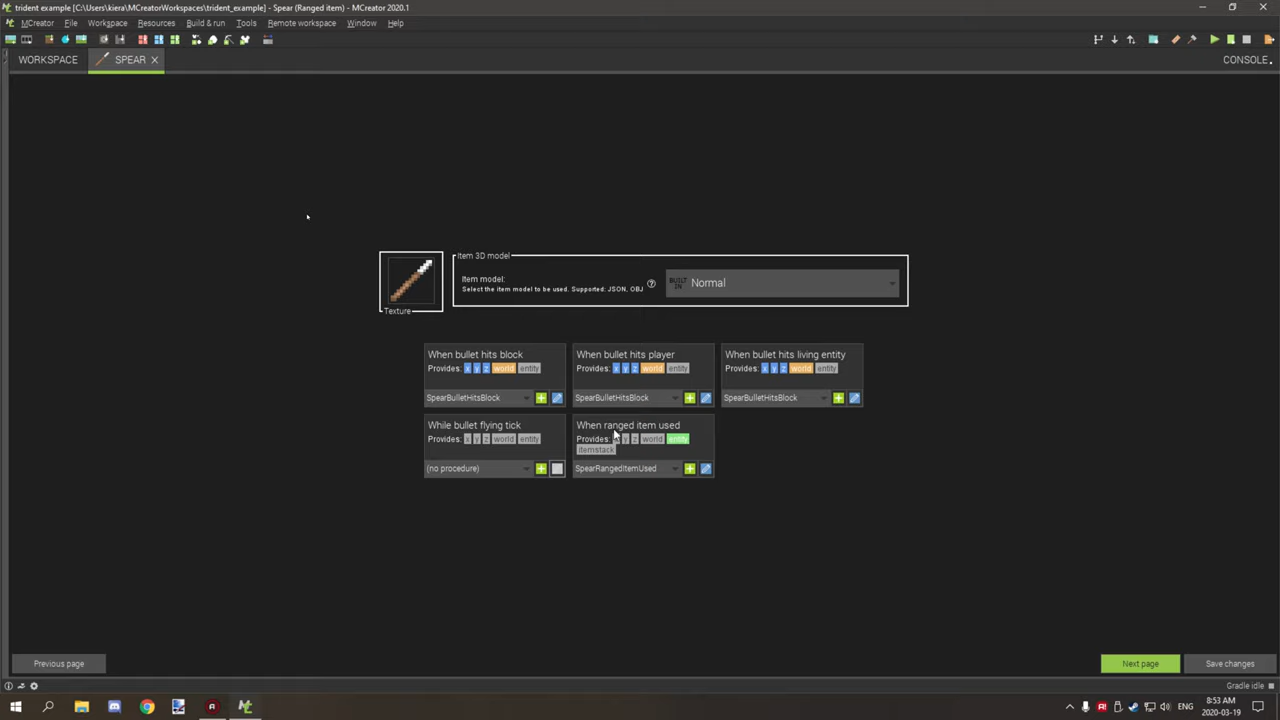 trident example [C:\Users\kiera\MCreatorWorkspaces\trident_example] - Spear (Ranged item) - MCreator 2020.1
MCreator File Workspace Resources Build & run Tools Remote workspace Window Help
WORKSPACE SPEAR CONSOLE
Item 3D model
Item model:
Select the item model to be used. Supported: JSON, OBJ
BUILT IN Normal
Texture
When bullet hits block When bullet hits player When bullet hits living entity
Provides: x y z world entity Provides: x y z world entity Provides: x y z world entity
SpearBulletHitsBlock SpearBulletHitsBlock SpearBulletHitsBlock
While bullet flying tick When ranged item used
Provides: x y z world entity Provides: y z world entity
itemstack
(no procedure) SpearRangedItemUsed
Previous page Next page Save changes
Gradle idle
ENG 8:53 AM
2020-03-19